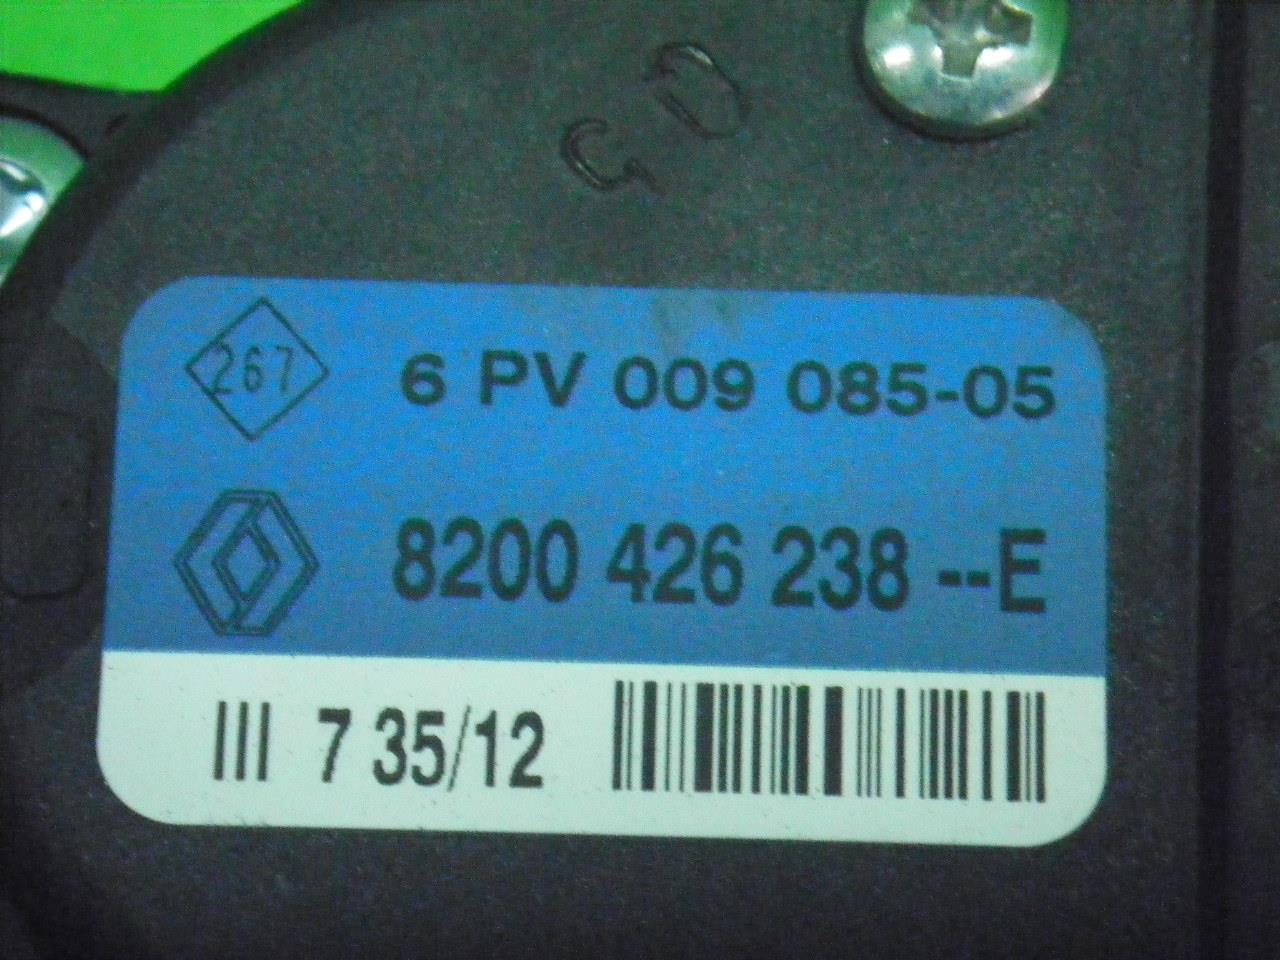 267
6 PV 009 085-05
8200 426 238 --E
III 7 35/12